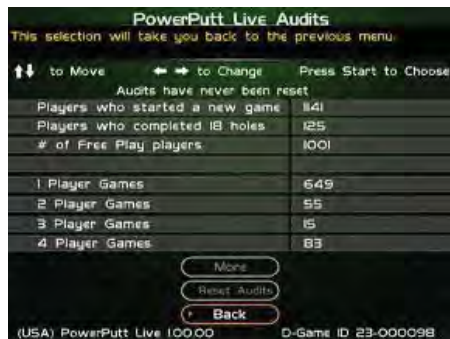 PowerPutt Live Audits
This selection will take you back to the previous menu.
to Move to Change Press Start to Choose
Audits have never been reset
Players who started a new game 1141
Players who completed 18 holes 125
# of Free Play players 1001
1 Player Games 649
2 Player Games 55
3 Player Games 15
4 Player Games 83
More
Reset Audits
Back
(USA) PowerPutt Live 1.00.00 D-Game ID 23-000098